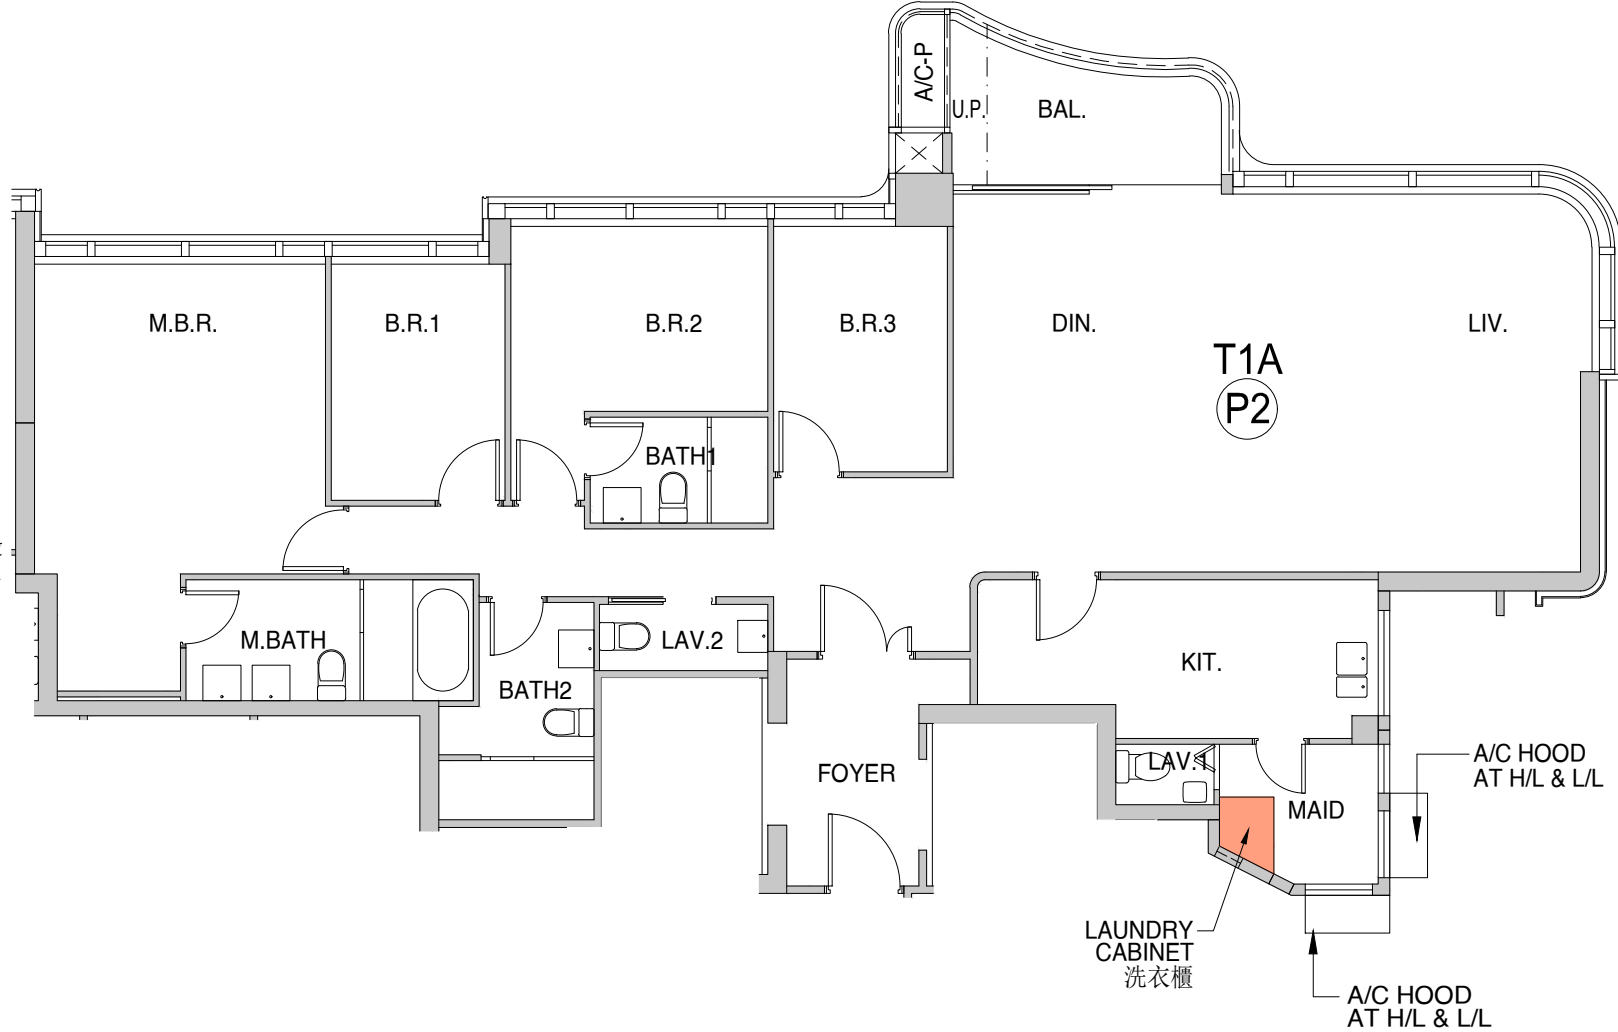 A/C-P
U.P.
BAL.
M.B.R.
B.R.1
B.R.2
B.R.3
DIN.
LIV.
T1A
P2
BATH1
M.BATH
LAV.2
BATH2
KIT.
FOYER
LAV.1
MAID
A/C HOOD
AT H/L & L/L
LAUNDRY
CABINET
洗衣櫃
A/C HOOD
AT H/L & L/L